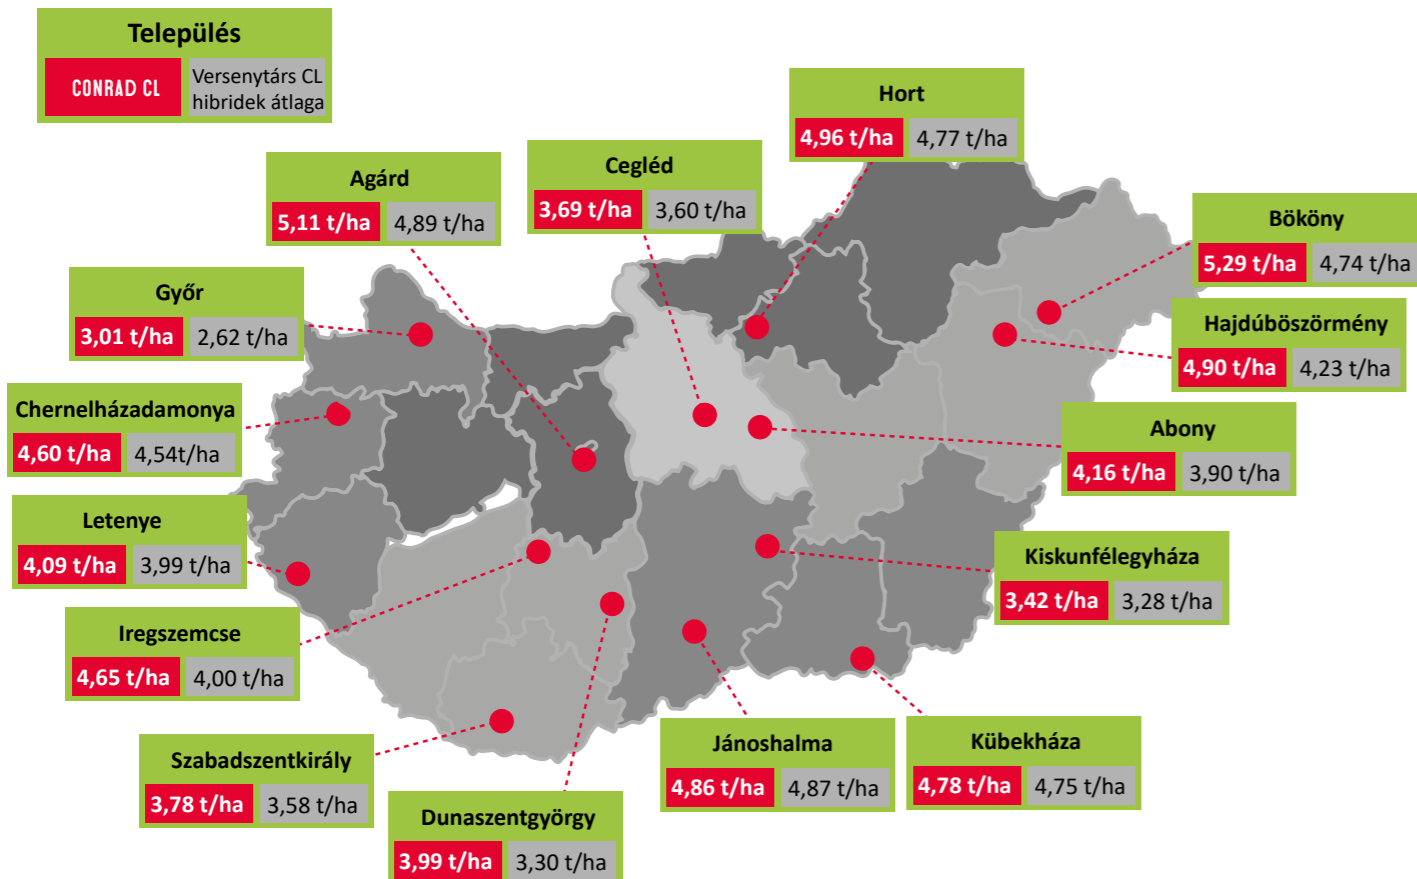 Település
CONRAD CL
Versenytárs CL
hibridek átlaga
Hort
4,96 t/ha 4,77 t/ha
Cegléd
3,69 t/ha 3,60 t/ha
Agárd
5,11 t/ha 4,89 t/ha
Bököny
5,29 t/ha 4,74 t/ha
Győr
3,01 t/ha 2,62 t/ha
Hajdúböszörmény
4,90 t/ha 4,23 t/ha
Chernelházadamonya
4,60 t/ha 4,54t/ha
Abony
4,16 t/ha 3,90 t/ha
Letenye
4,09 t/ha 3,99 t/ha
Kiskunfélegyháza
3,42 t/ha 3,28 t/ha
Iregszemcse
4,65 t/ha 4,00 t/ha
Szabadszentkirály
3,78 t/ha 3,58 t/ha
Jánoshalma
4,86 t/ha 4,87 t/ha
Kübekháza
4,78 t/ha 4,75 t/ha
Dunaszentgyörgy
3,99 t/ha 3,30 t/ha